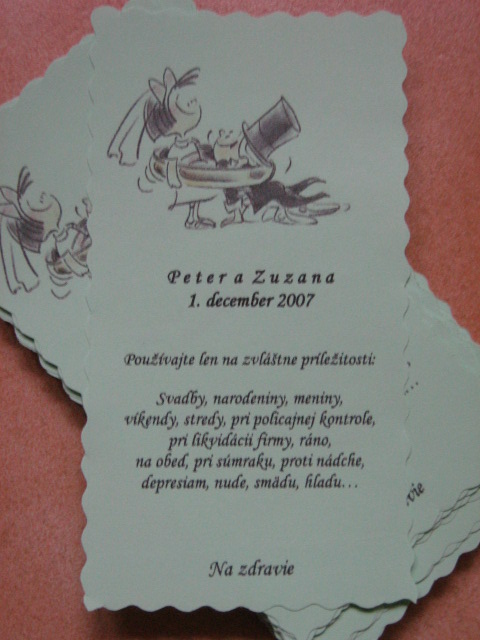 Peter a Zuzana
1. december 2007
Používajte len na zvláštne príležitosti:
Svadby, narodeniny, meniny,
víkendy, stredy, pri policajnej kontrole,
pri likvidácii firmy, ráno,
na obed, pri súmraku, proti nádche,
depresiam, nude, smädu, hladu...
Na zdravie